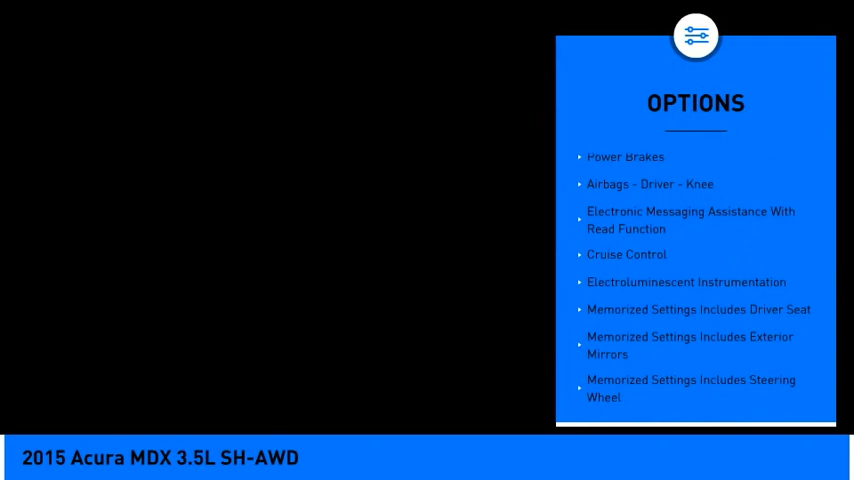 OPTIONS
Power Brakes
Airbags - Driver - Knee
Electronic Messaging Assistance With
Read Function
Cruise Control
Electroluminescent Instrumentation
Memorized Settings Includes Driver Seat
Memorized Settings Includes Exterior
Mirrors
Memorized Settings Includes Steering
Wheel
2015 Acura MDX 3.5L SH-AWD